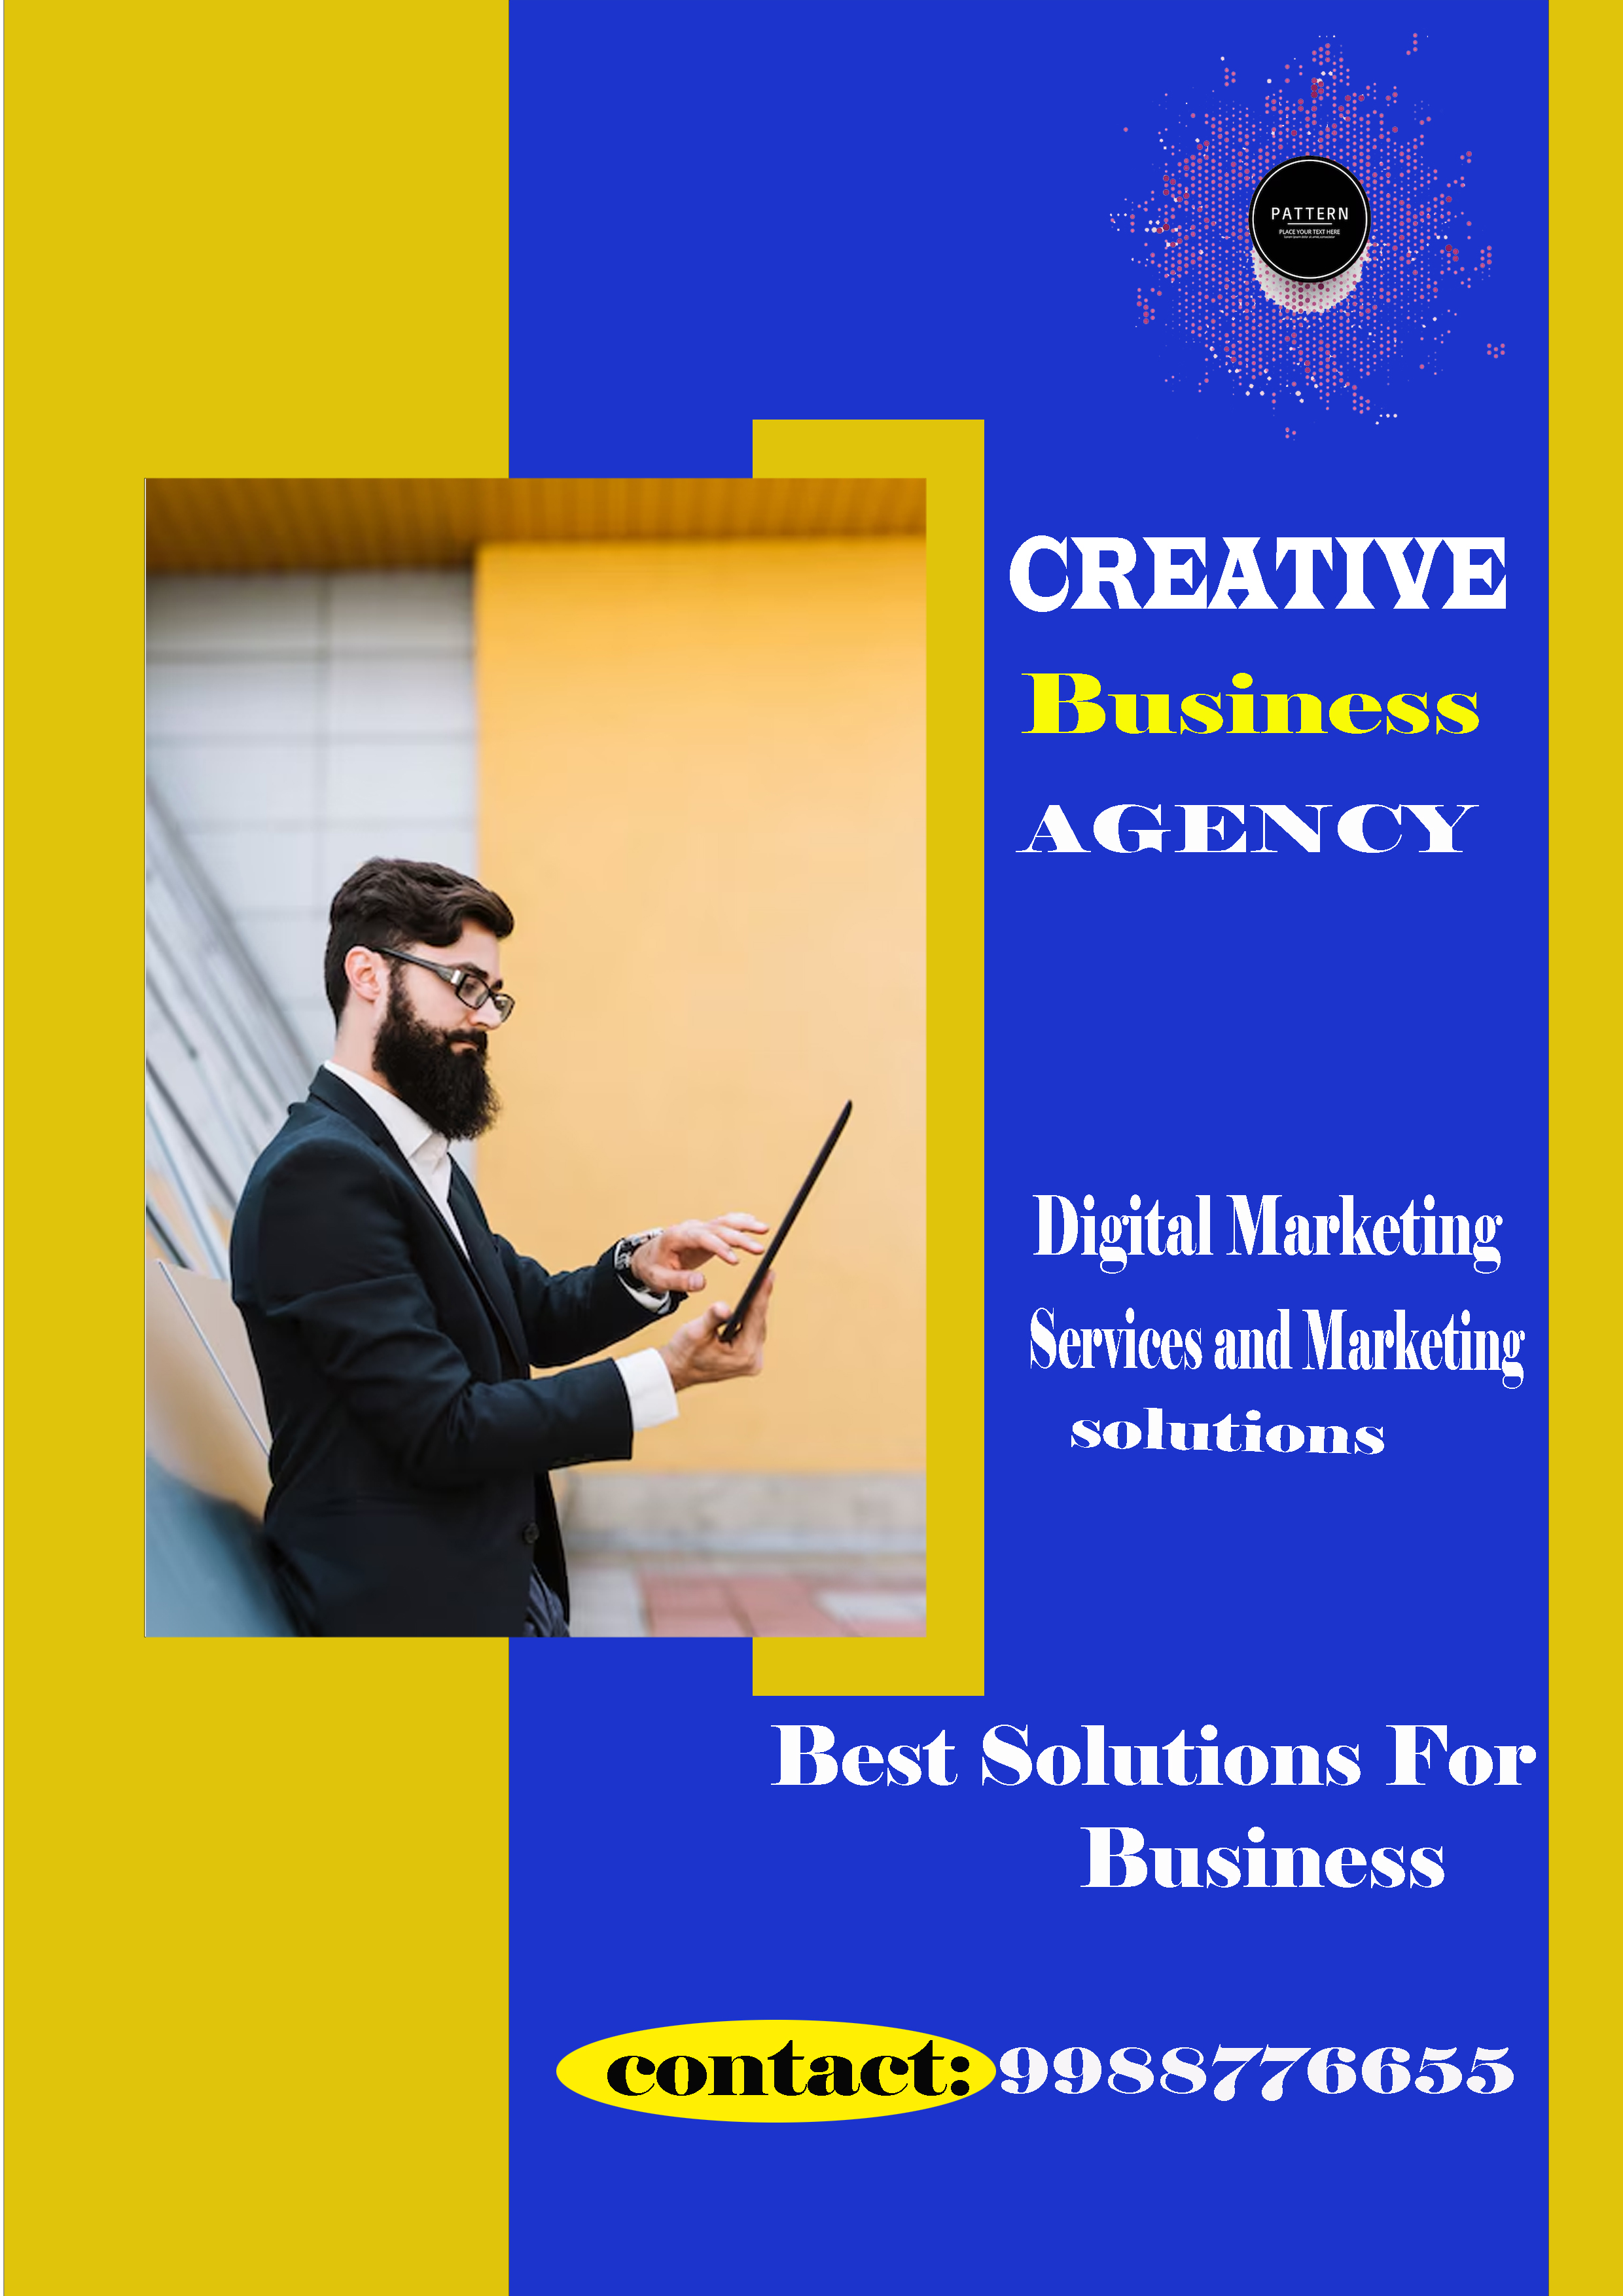 PATTERN
PLACE YOUR TEXT HERE
CREATIVE
Business
AGENCY
Digital Marketing
Services and Marketing
solutions
Best Solutions For
Business
contact: 9988776655